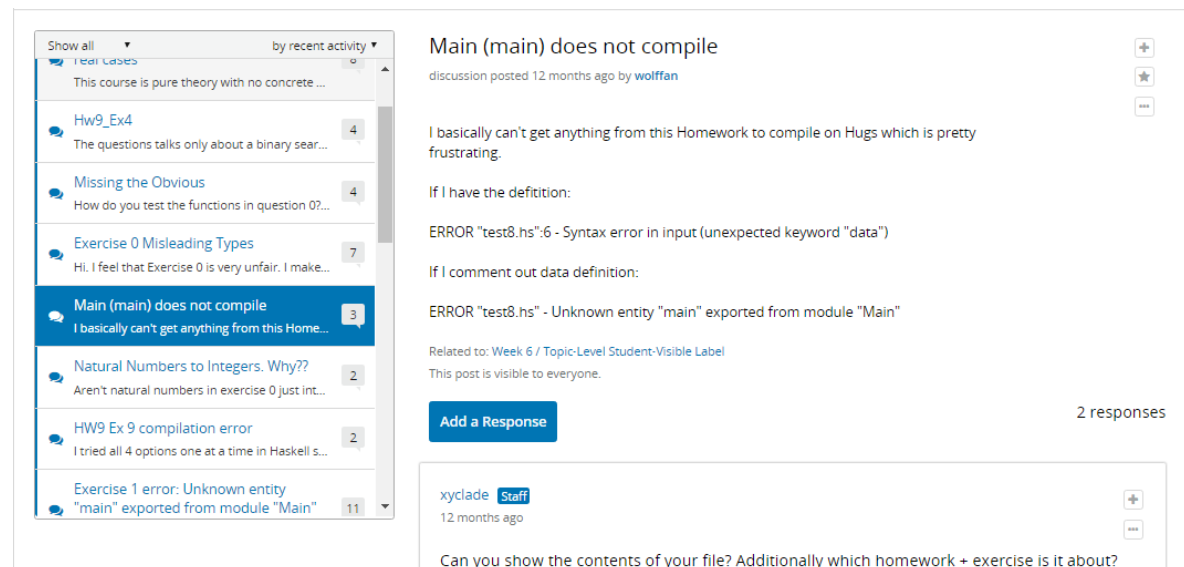 Show all
by recent activity
real cases
8
This course is pure theory with no concrete ...
Hw9_Ex4
4
The questions talks only about a binary sear...
Missing the Obvious
4
How do you test the functions in question 0?...
Exercise 0 Misleading Types
7
Hi. I feel that Exercise 0 is very unfair. I make...
Main (main) does not compile
3
I basically can't get anything from this Home...
Natural Numbers to Integers. Why??
2
Aren't natural numbers in exercise 0 just int...
HW9 Ex 9 compilation error
2
I tried all 4 options one at a time in Haskell s...
Exercise 1 error: Unknown entity
"main" exported from module "Main"
11
Main (main) does not compile
discussion posted 12 months ago by wolffan
I basically can't get anything from this Homework to compile on Hugs which is pretty
frustrating.
If I have the defitition:
ERROR "test8.hs":6 - Syntax error in input (unexpected keyword "data")
If I comment out data definition:
ERROR "test8.hs" - Unknown entity "main" exported from module "Main"
Related to: Week 6 / Topic-Level Student-Visible Label
This post is visible to everyone.
Add a Response
2 responses
xyclade Staff
12 months ago
Can you show the contents of your file? Additionally which homework + exercise is it about?